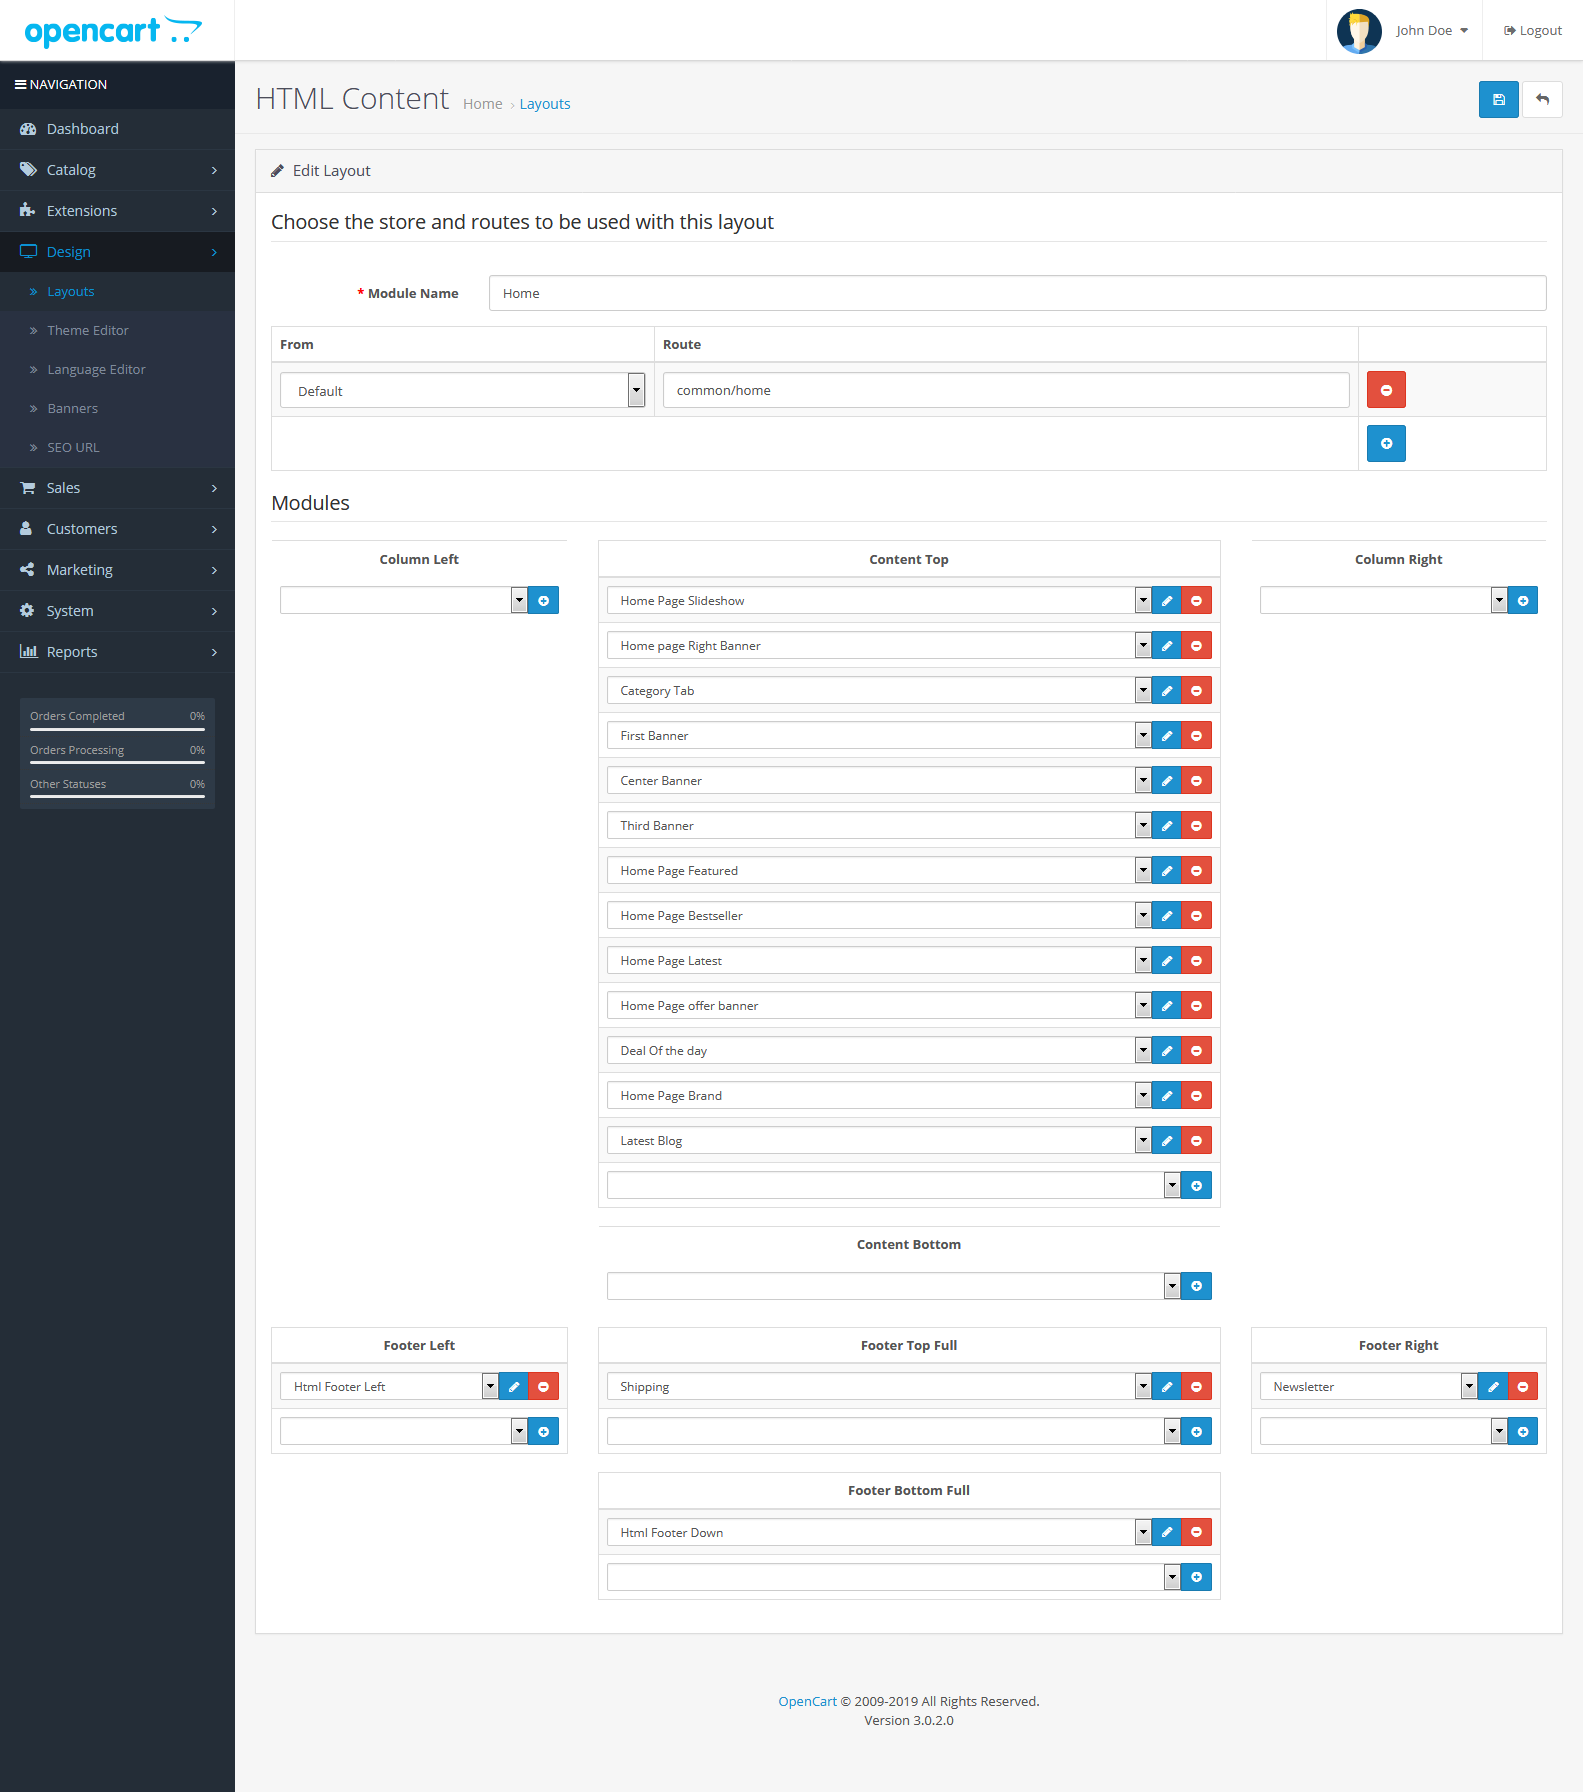 opencart
John Doe
Logout
NAVIGATION
Dashboard
Catalog
Extensions
Design
Layouts
Theme Editor
Language Editor
Banners
SEO URL
Sales
Customers
Marketing
System
Reports
Orders Completed 0%
Orders Processing 0%
Other Statuses 0%
HTML Content Home › Layouts
Edit Layout
Choose the store and routes to be used with this layout
* Module Name Home
From Route
Default common/home
Modules
Column Left
Content Top
Home Page Slideshow
Home page Right Banner
Category Tab
First Banner
Center Banner
Third Banner
Home Page Featured
Home Page Bestseller
Home Page Latest
Home Page offer banner
Deal Of the day
Home Page Brand
Latest Blog
Column Right
Content Bottom
Footer Left
Html Footer Left
Footer Top Full
Shipping
Footer Right
Newsletter
Footer Bottom Full
Html Footer Down
OpenCart © 2009-2019 All Rights Reserved.
Version 3.0.2.0